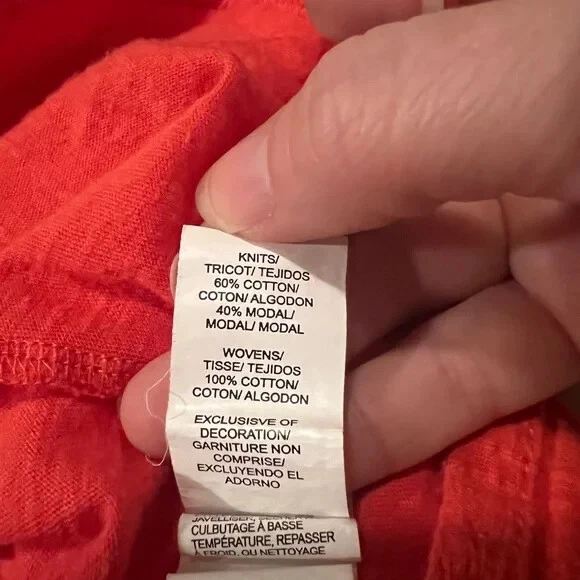 KNITS/
TRICOT/ TEJIDOS
60% COTTON/
COTON/ ALGODON
40% MODAL/
MODAL/ MODAL
WOVENS/
TISSE/ TEJIDOS
100% COTTON/
COTON/ ALGODON
EXCLUSISVE OF
DECORATION/
GARNITURE NON
COMPRISE/
EXCLUYENDO EL
ADORNO
JAVELLISER,
CULBUTAGE À BASSE
TEMPÉRATURE, REPASSER
À FROID, OU NETTOYAGE